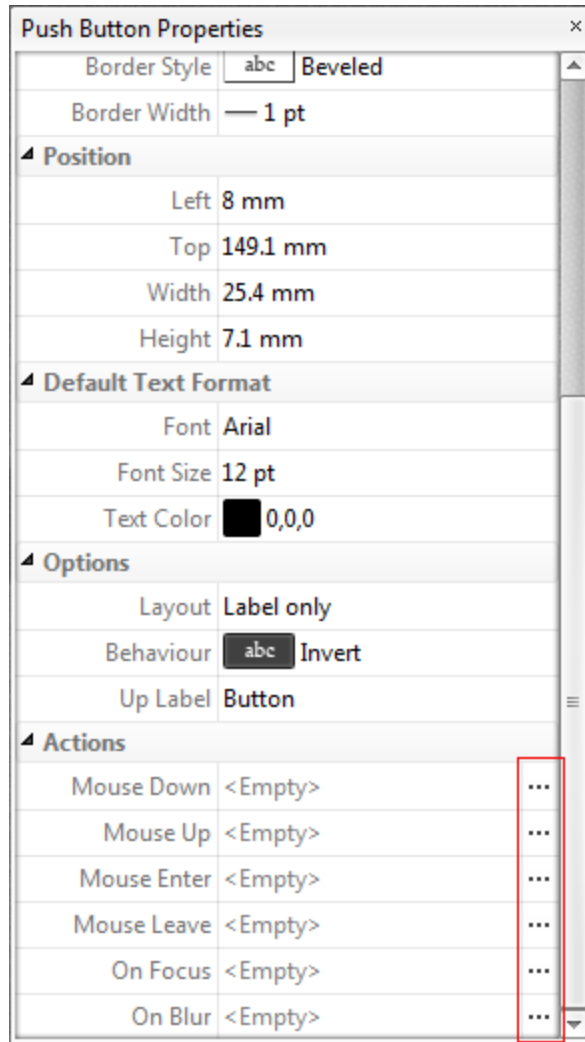 Push Button Properties ×
Border Style abc Beveled
Border Width 1 pt
Position
Left 8 mm
Top 149.1 mm
Width 25.4 mm
Height 7.1 mm
Default Text Format
Font Arial
Font Size 12 pt
Text Color 0,0,0
Options
Layout Label only
Behaviour abc Invert
Up Label Button
Actions
Mouse Down <Empty> ...
Mouse Up <Empty> ...
Mouse Enter <Empty> ...
Mouse Leave <Empty> ...
On Focus <Empty> ...
On Blur <Empty> ...